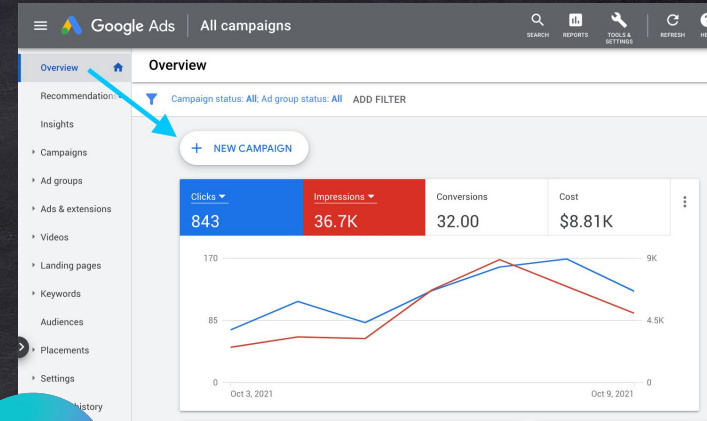 Google Ads | All campaigns
SEARCH
REPORTS
TOOLS &
SETTINGS
REFRESH
Overview
Recommendations
Insights
Campaigns
Ad groups
Ads & extensions
Videos
Landing pages
Keywords
Audiences
Placements
Settings
history
Overview
Campaign status: All; Ad group status: All ADD FILTER
+ NEW CAMPAIGN
Clicks
843
Impressions
36.7K
Conversions
32.00
Cost
$8.81K
170
9K
85
4.5K
0
0
Oct 3, 2021
Oct 9, 2021